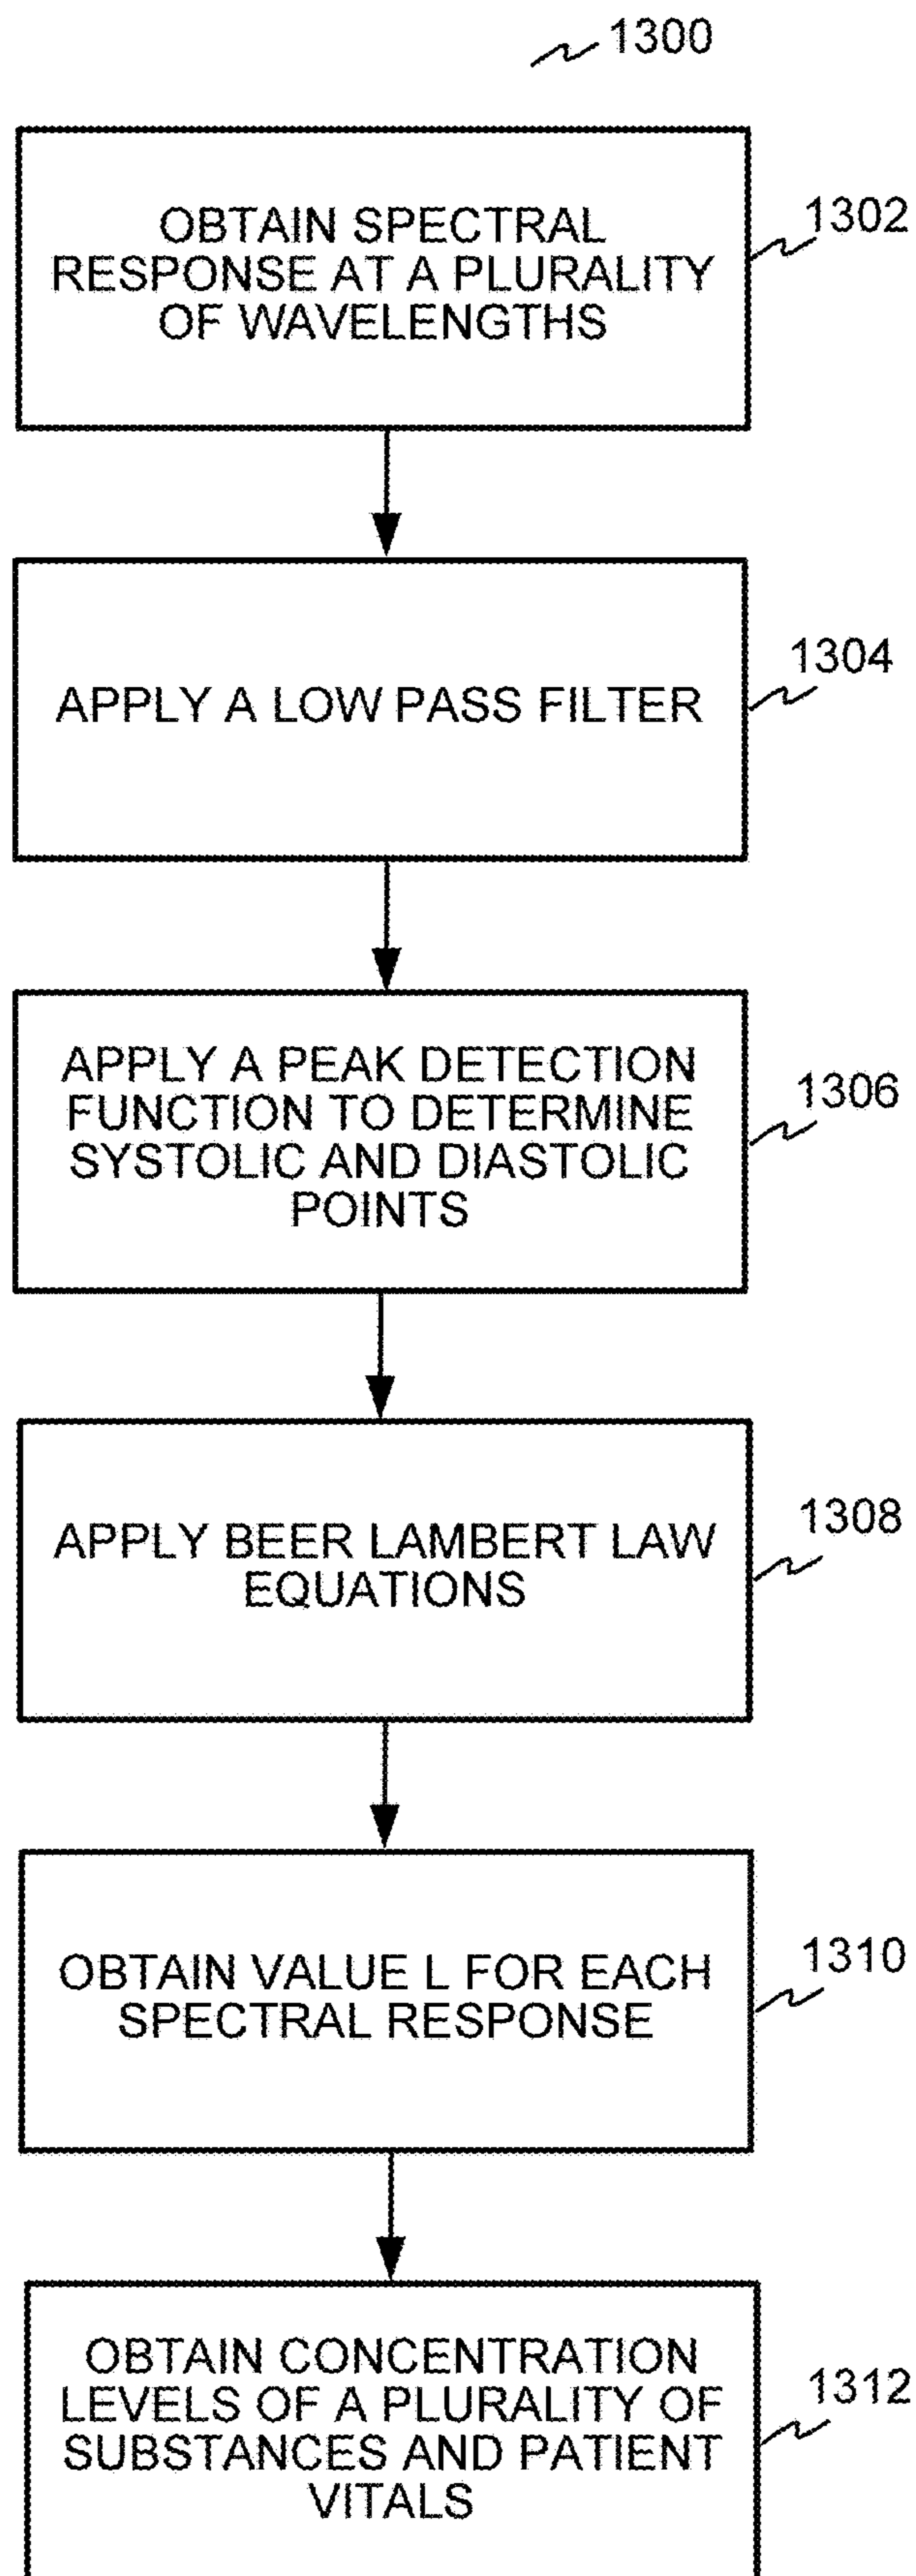 1300
OBTAIN SPECTRAL
RESPONSE AT A PLURALITY
OF WAVELENGTHS
1302
APPLY A LOW PASS FILTER
1304
APPLY A PEAK DETECTION
FUNCTION TO DETERMINE
SYSTOLIC AND DIASTOLIC
POINTS
1306
APPLY BEER LAMBERT LAW
EQUATIONS
1308
OBTAIN VALUE L FOR EACH
SPECTRAL RESPONSE
1310
OBTAIN CONCENTRATION
LEVELS OF A PLURALITY OF
SUBSTANCES AND PATIENT
VITALS
1312